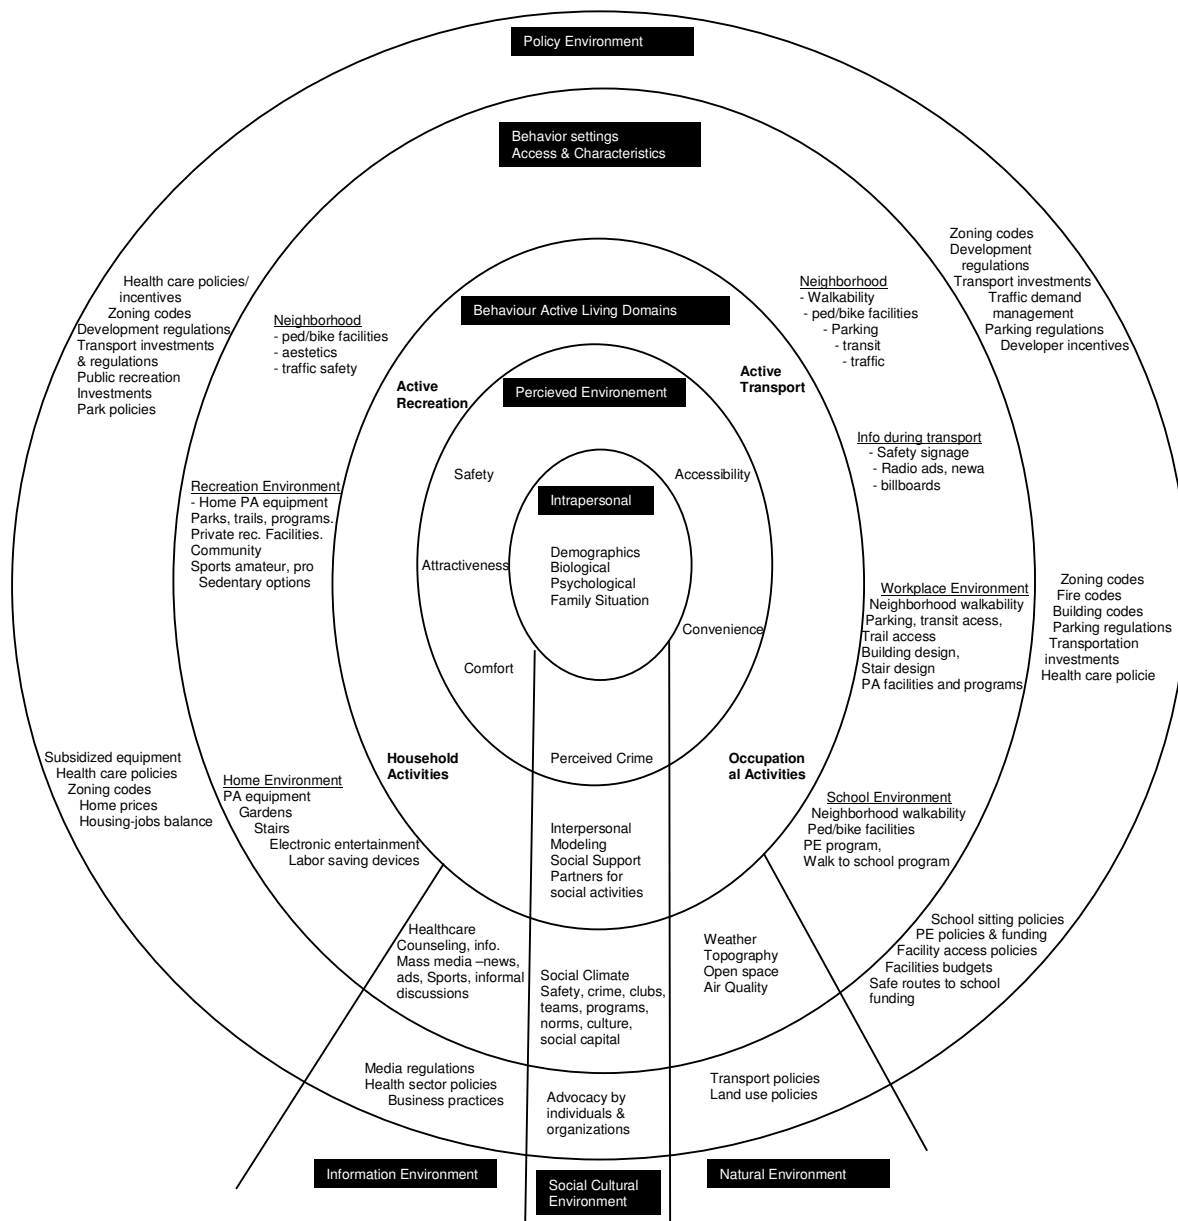 Policy Environment
Behavior settings
Access & Characteristics
Zoning codes
Development
regulations
Transport investments
Traffic demand
management
Parking regulations
Developer incentives
Health care policies/
incentives
Zoning codes
Development regulations
Transport investments
& regulations
Public recreation
Investments
Park policies
Neighborhood
- ped/bike facilities
- aestetics
- traffic safety
Behaviour Active Living Domains
Neighborhood
- Walkability
- ped/bike facilities
- Parking
- transit
- traffic
Active
Recreation
Percieved Environement
Active
Transport
Safety
Accessibility
Info during transport
- Safety signage
- Radio ads, newa
- billboards
Recreation Environment
- Home PA equipment
Parks, trails, programs.
Private rec. Facilities.
Community
Sports amateur, pro
Sedentary options
Intrapersonal
Demographics
Biological
Psychological
Family Situation
Attractiveness
Convenience
Comfort
Workplace Environment
Neighborhood walkability
Parking, transit acess,
Trail access
Building design,
Stair design
PA facilities and programs
Zoning codes
Fire codes
Building codes
Parking regulations
Transportation
investments
Health care policie
Subsidized equipment
Health care policies
Zoning codes
Home prices
Housing-jobs balance
Home Environment
PA equipment
Gardens
Stairs
Electronic entertainment
Labor saving devices
Household
Activities
Perceived Crime
Occupation
al Activities
Interpersonal
Modeling
Social Support
Partners for
social activities
School Environment
Neighborhood walkability
Ped/bike facilities
PE program,
Walk to school program
Healthcare
Counseling, info.
Mass media –news,
ads, Sports, informal
discussions
Social Climate
Safety, crime, clubs,
teams, programs,
norms, culture,
social capital
Weather
Topography
Open space
Air Quality
School sitting policies
PE policies & funding
Facility access policies
Facilities budgets
Safe routes to school
funding
Media regulations
Health sector policies
Business practices
Advocacy by
individuals &
organizations
Transport policies
Land use policies
Information Environment
Social Cultural
Environment
Natural Environment